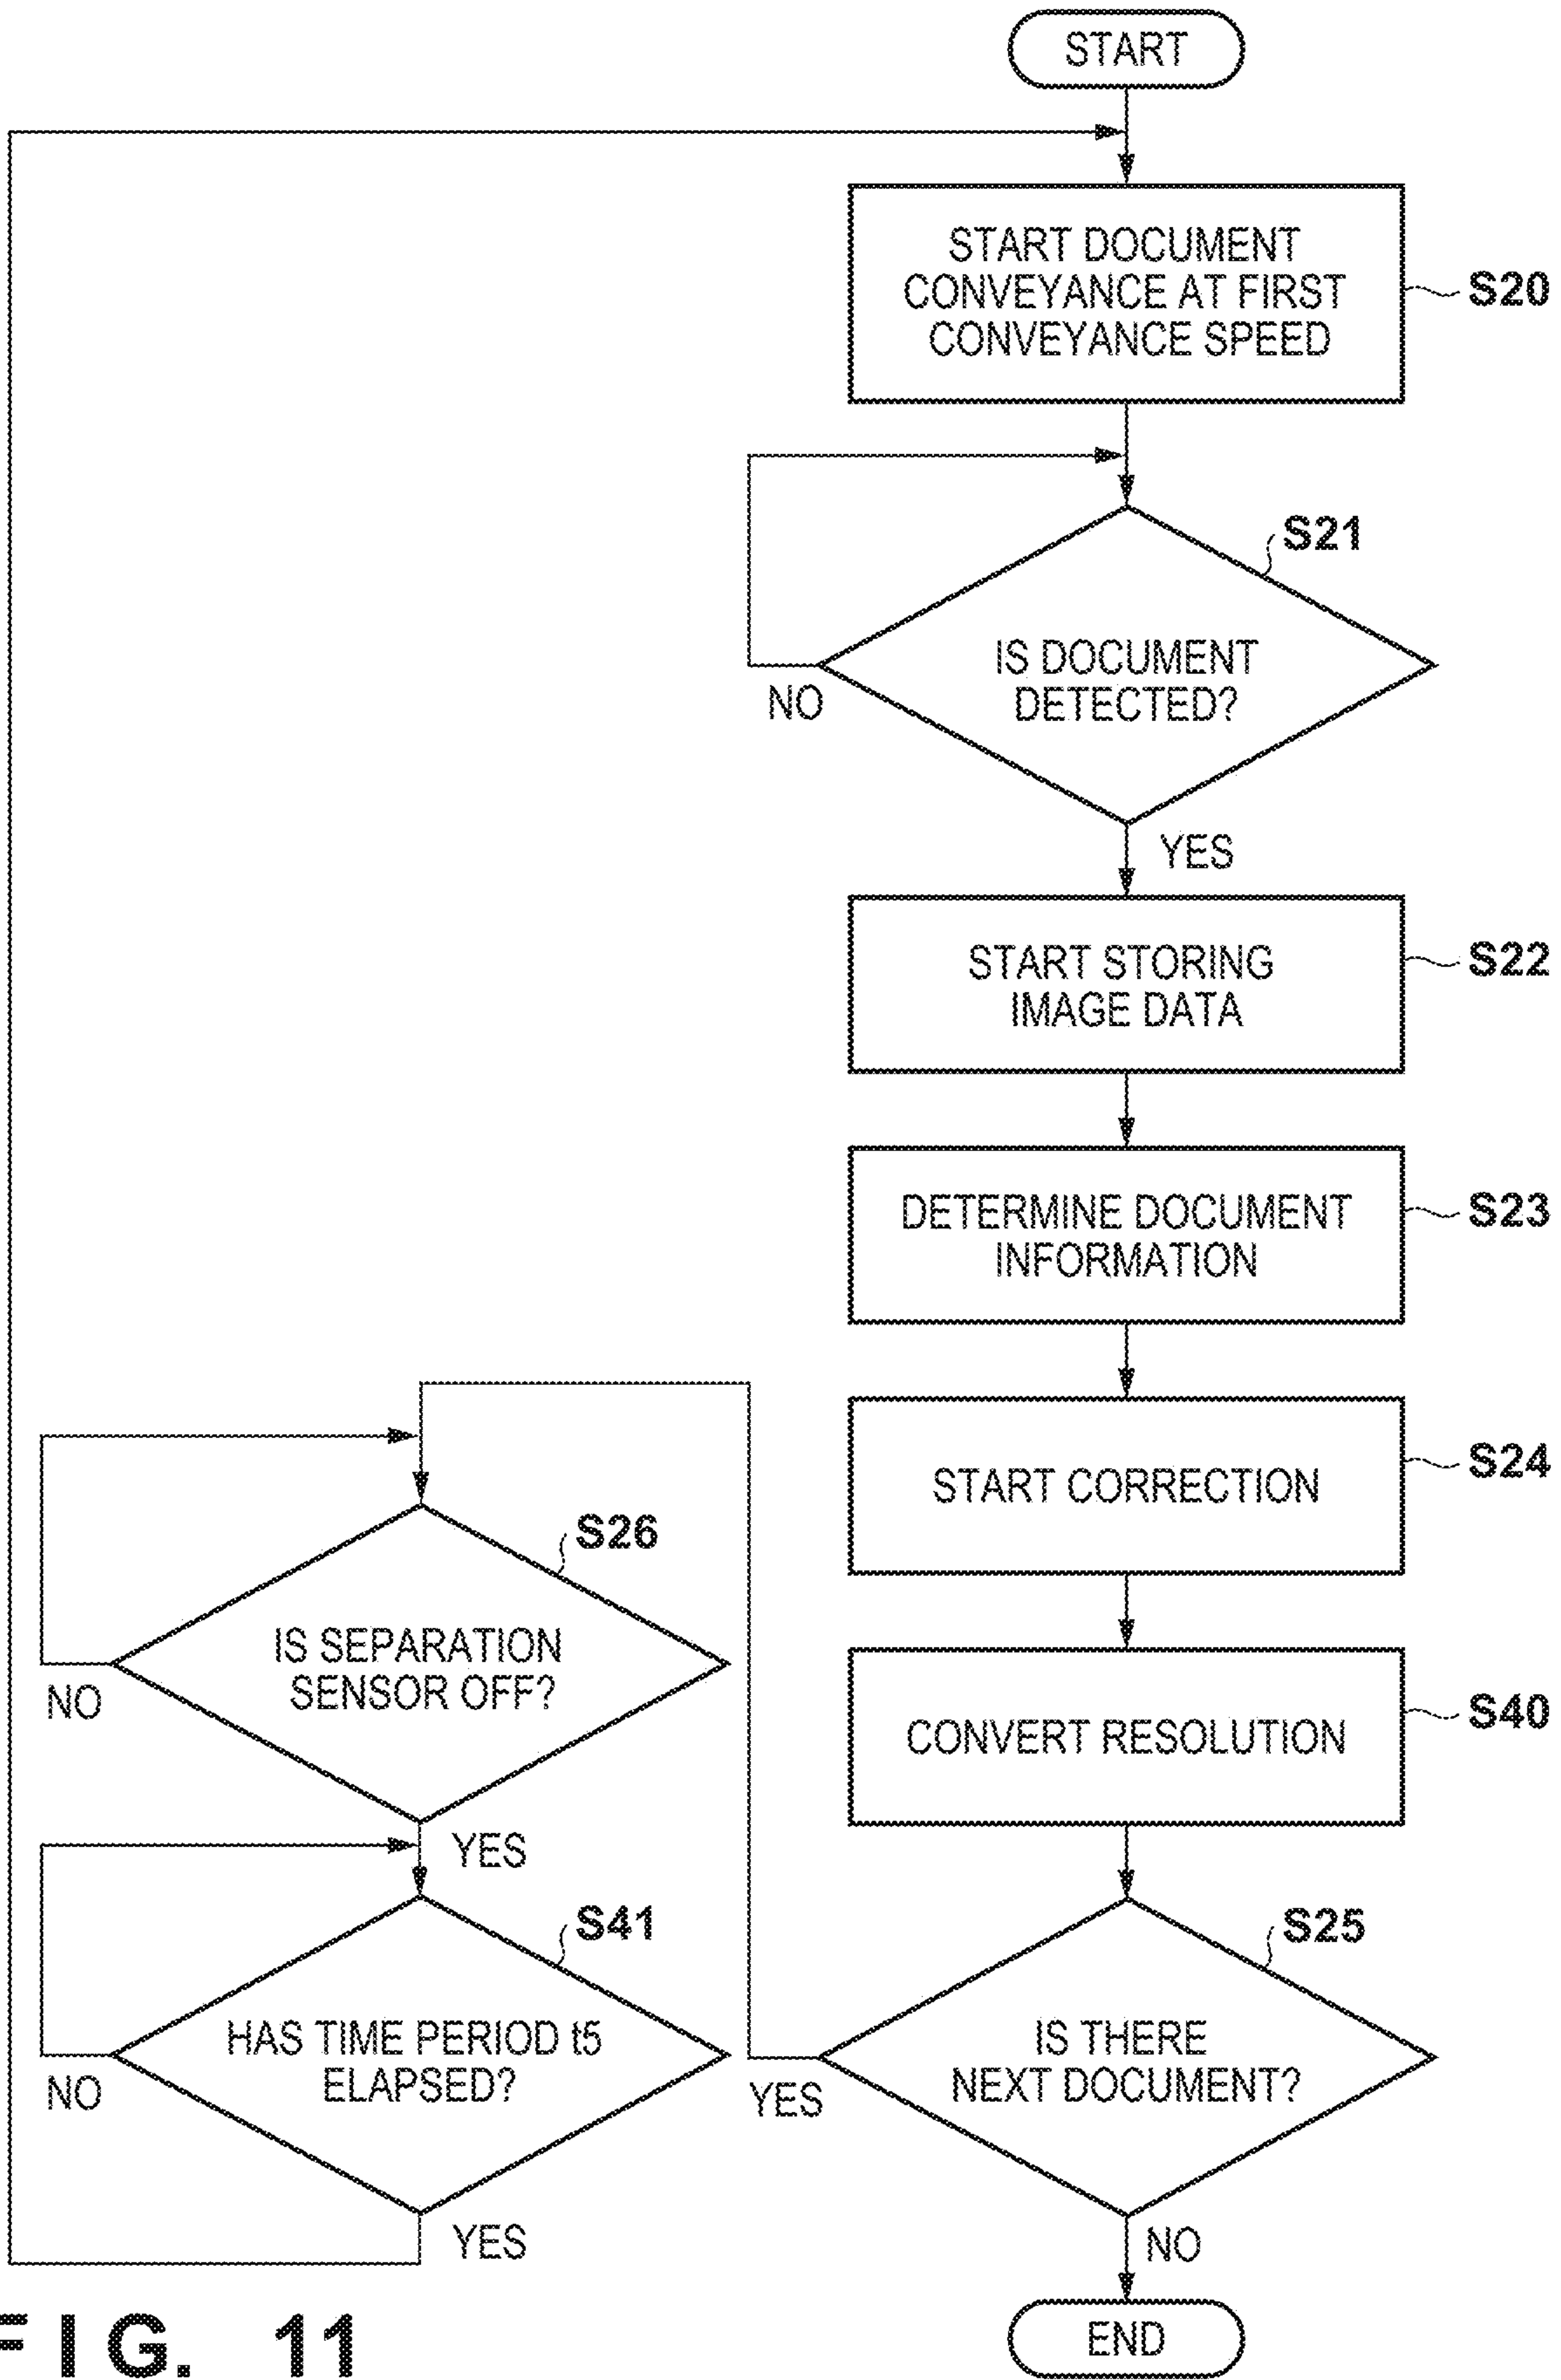 START
START DOCUMENT
CONVEYANCE AT FIRST
CONVEYANCE SPEED
S20
S21
IS DOCUMENT
DETECTED?
NO
YES
START STORING
IMAGE DATA
S22
DETERMINE DOCUMENT
INFORMATION
S23
START CORRECTION
S24
CONVERT RESOLUTION
S40
S25
IS THERE
NEXT DOCUMENT?
YES
NO
END
S26
IS SEPARATION
SENSOR OFF?
NO
YES
S41
HAS TIME PERIOD t5
ELAPSED?
NO
YES
FIG. 11